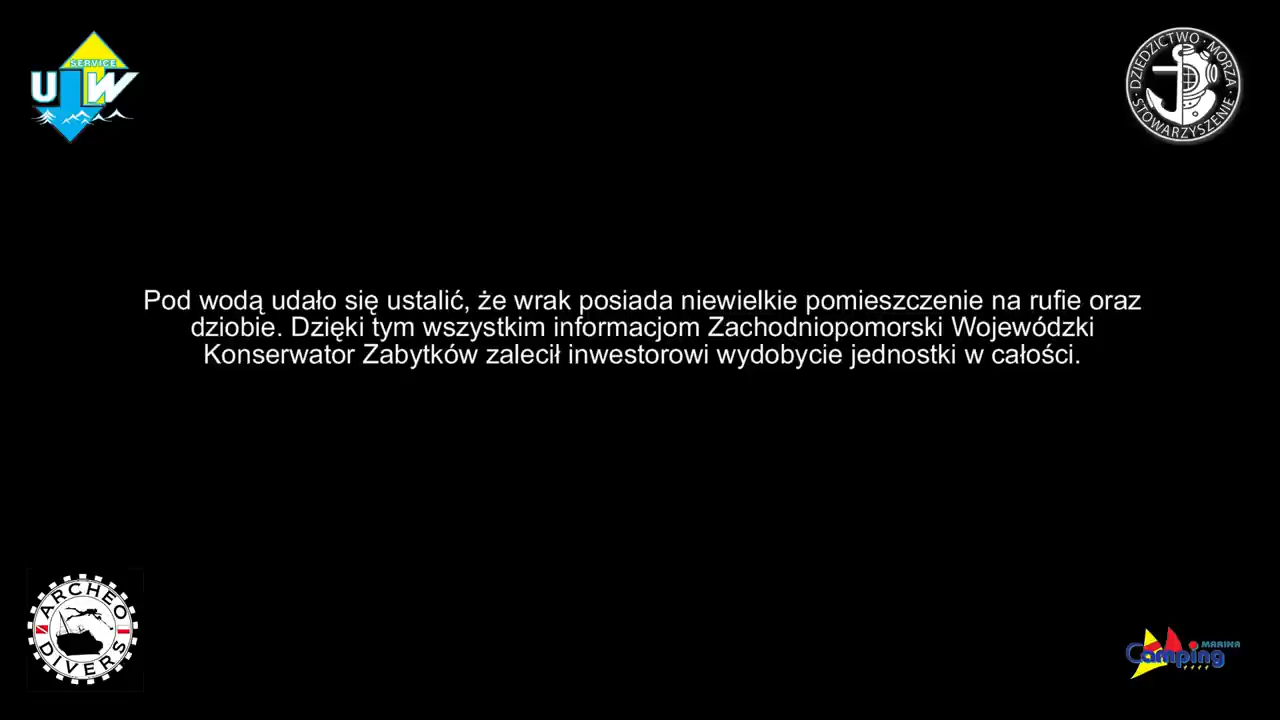 SERVICE
UTW
DZIEDZICTWO · MORZA
· STOWARZYSZENIE ·
Pod wodą udało się ustalić, że wrak posiada niewielkie pomieszczenie na rufie oraz
dziobie. Dzięki tym wszystkim informacjom Zachodniopomorski Wojewódzki
Konserwator Zabytków zalecił inwestorowi wydobycie jednostki w całości.
ARCHEO
DIVERS
MARINA
Camping